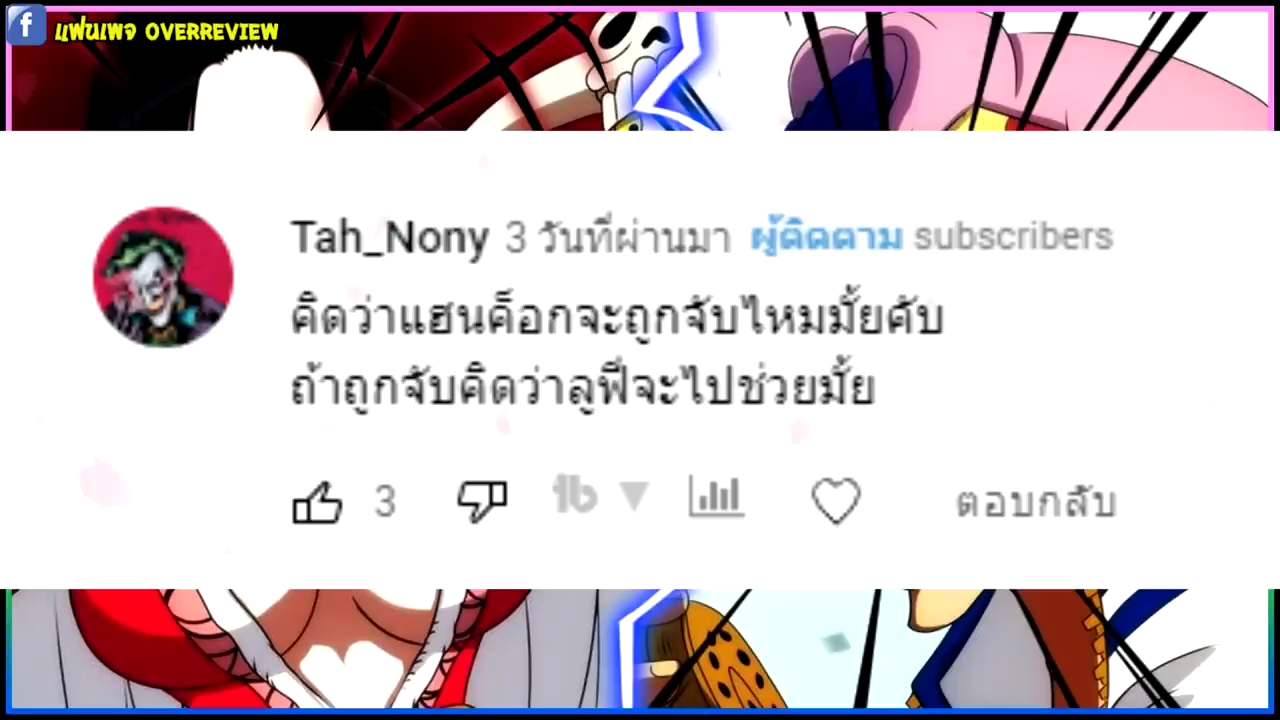 f แฟนเพจ OVERREVIEW
Tah_Nony 3 วันที่ผ่านมา ผู้ติดตาม subscribers
คิดว่าแฮนค็อกจะถูกจับไหมมั้ยคับ
ถ้าถูกจับคิดว่าลูฟี่จะไปช่วยมั้ย
3 ตอบกลับ